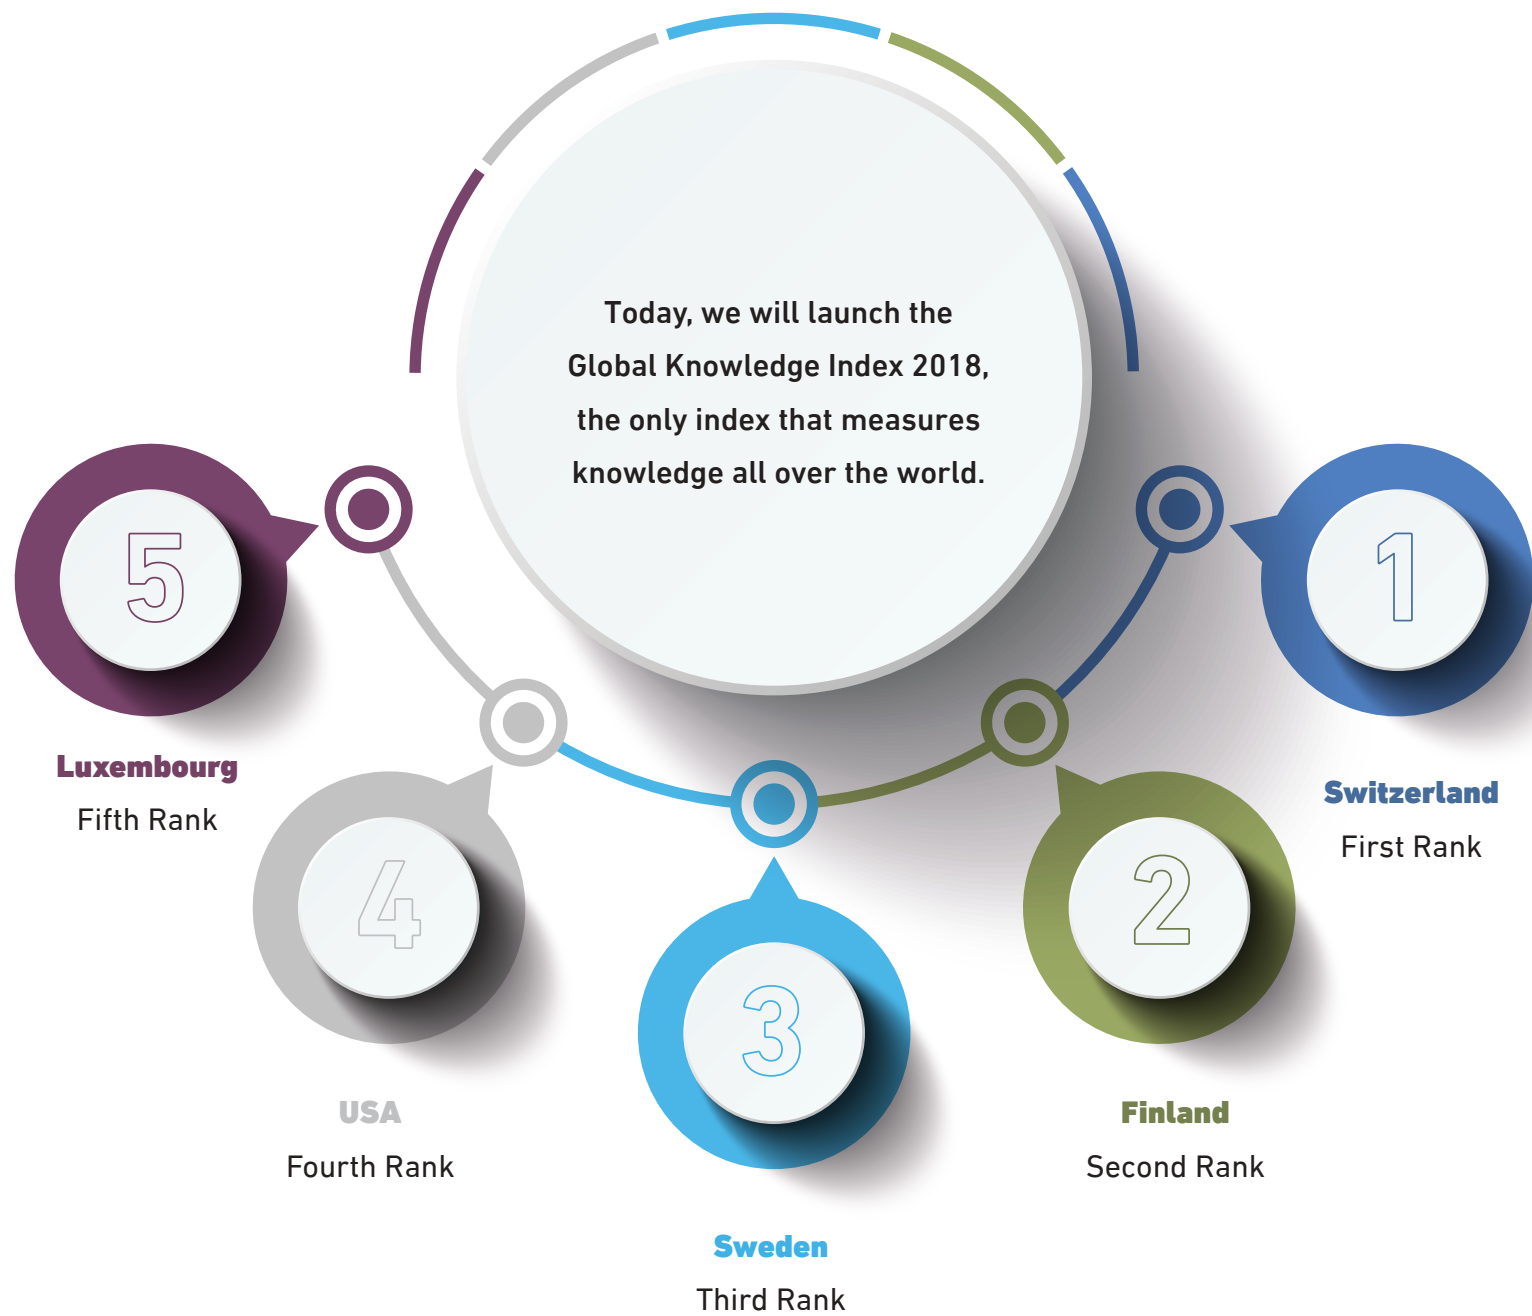 Today, we will launch the
Global Knowledge Index 2018,
the only index that measures
knowledge all over the world.
1
Switzerland
First Rank
2
Finland
Second Rank
3
Sweden
Third Rank
4
USA
Fourth Rank
5
Luxembourg
Fifth Rank